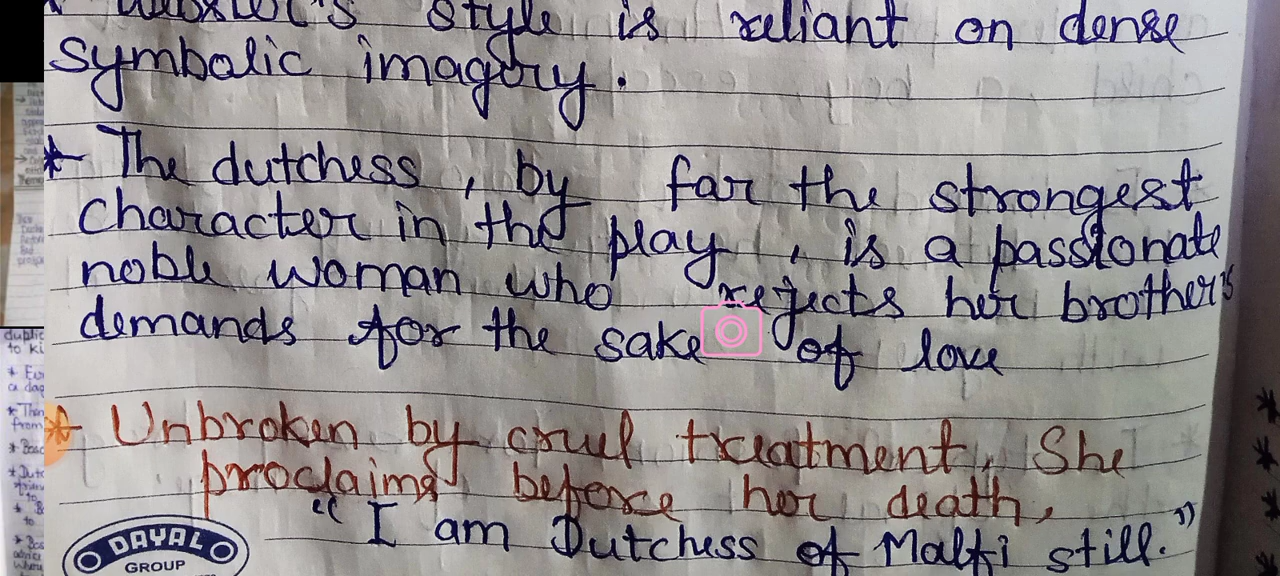 Webster's style is reliant on dense
symbolic imagery.
* The dutchess, by far the strongest
character in the play, is a passionate
noble woman who rejects her brother's
demands for the sake of love
* Unbroken by cruel treatment, She
proclaims before her death,
"I am Dutchess of Malfi still."
DAYAL
GROUP